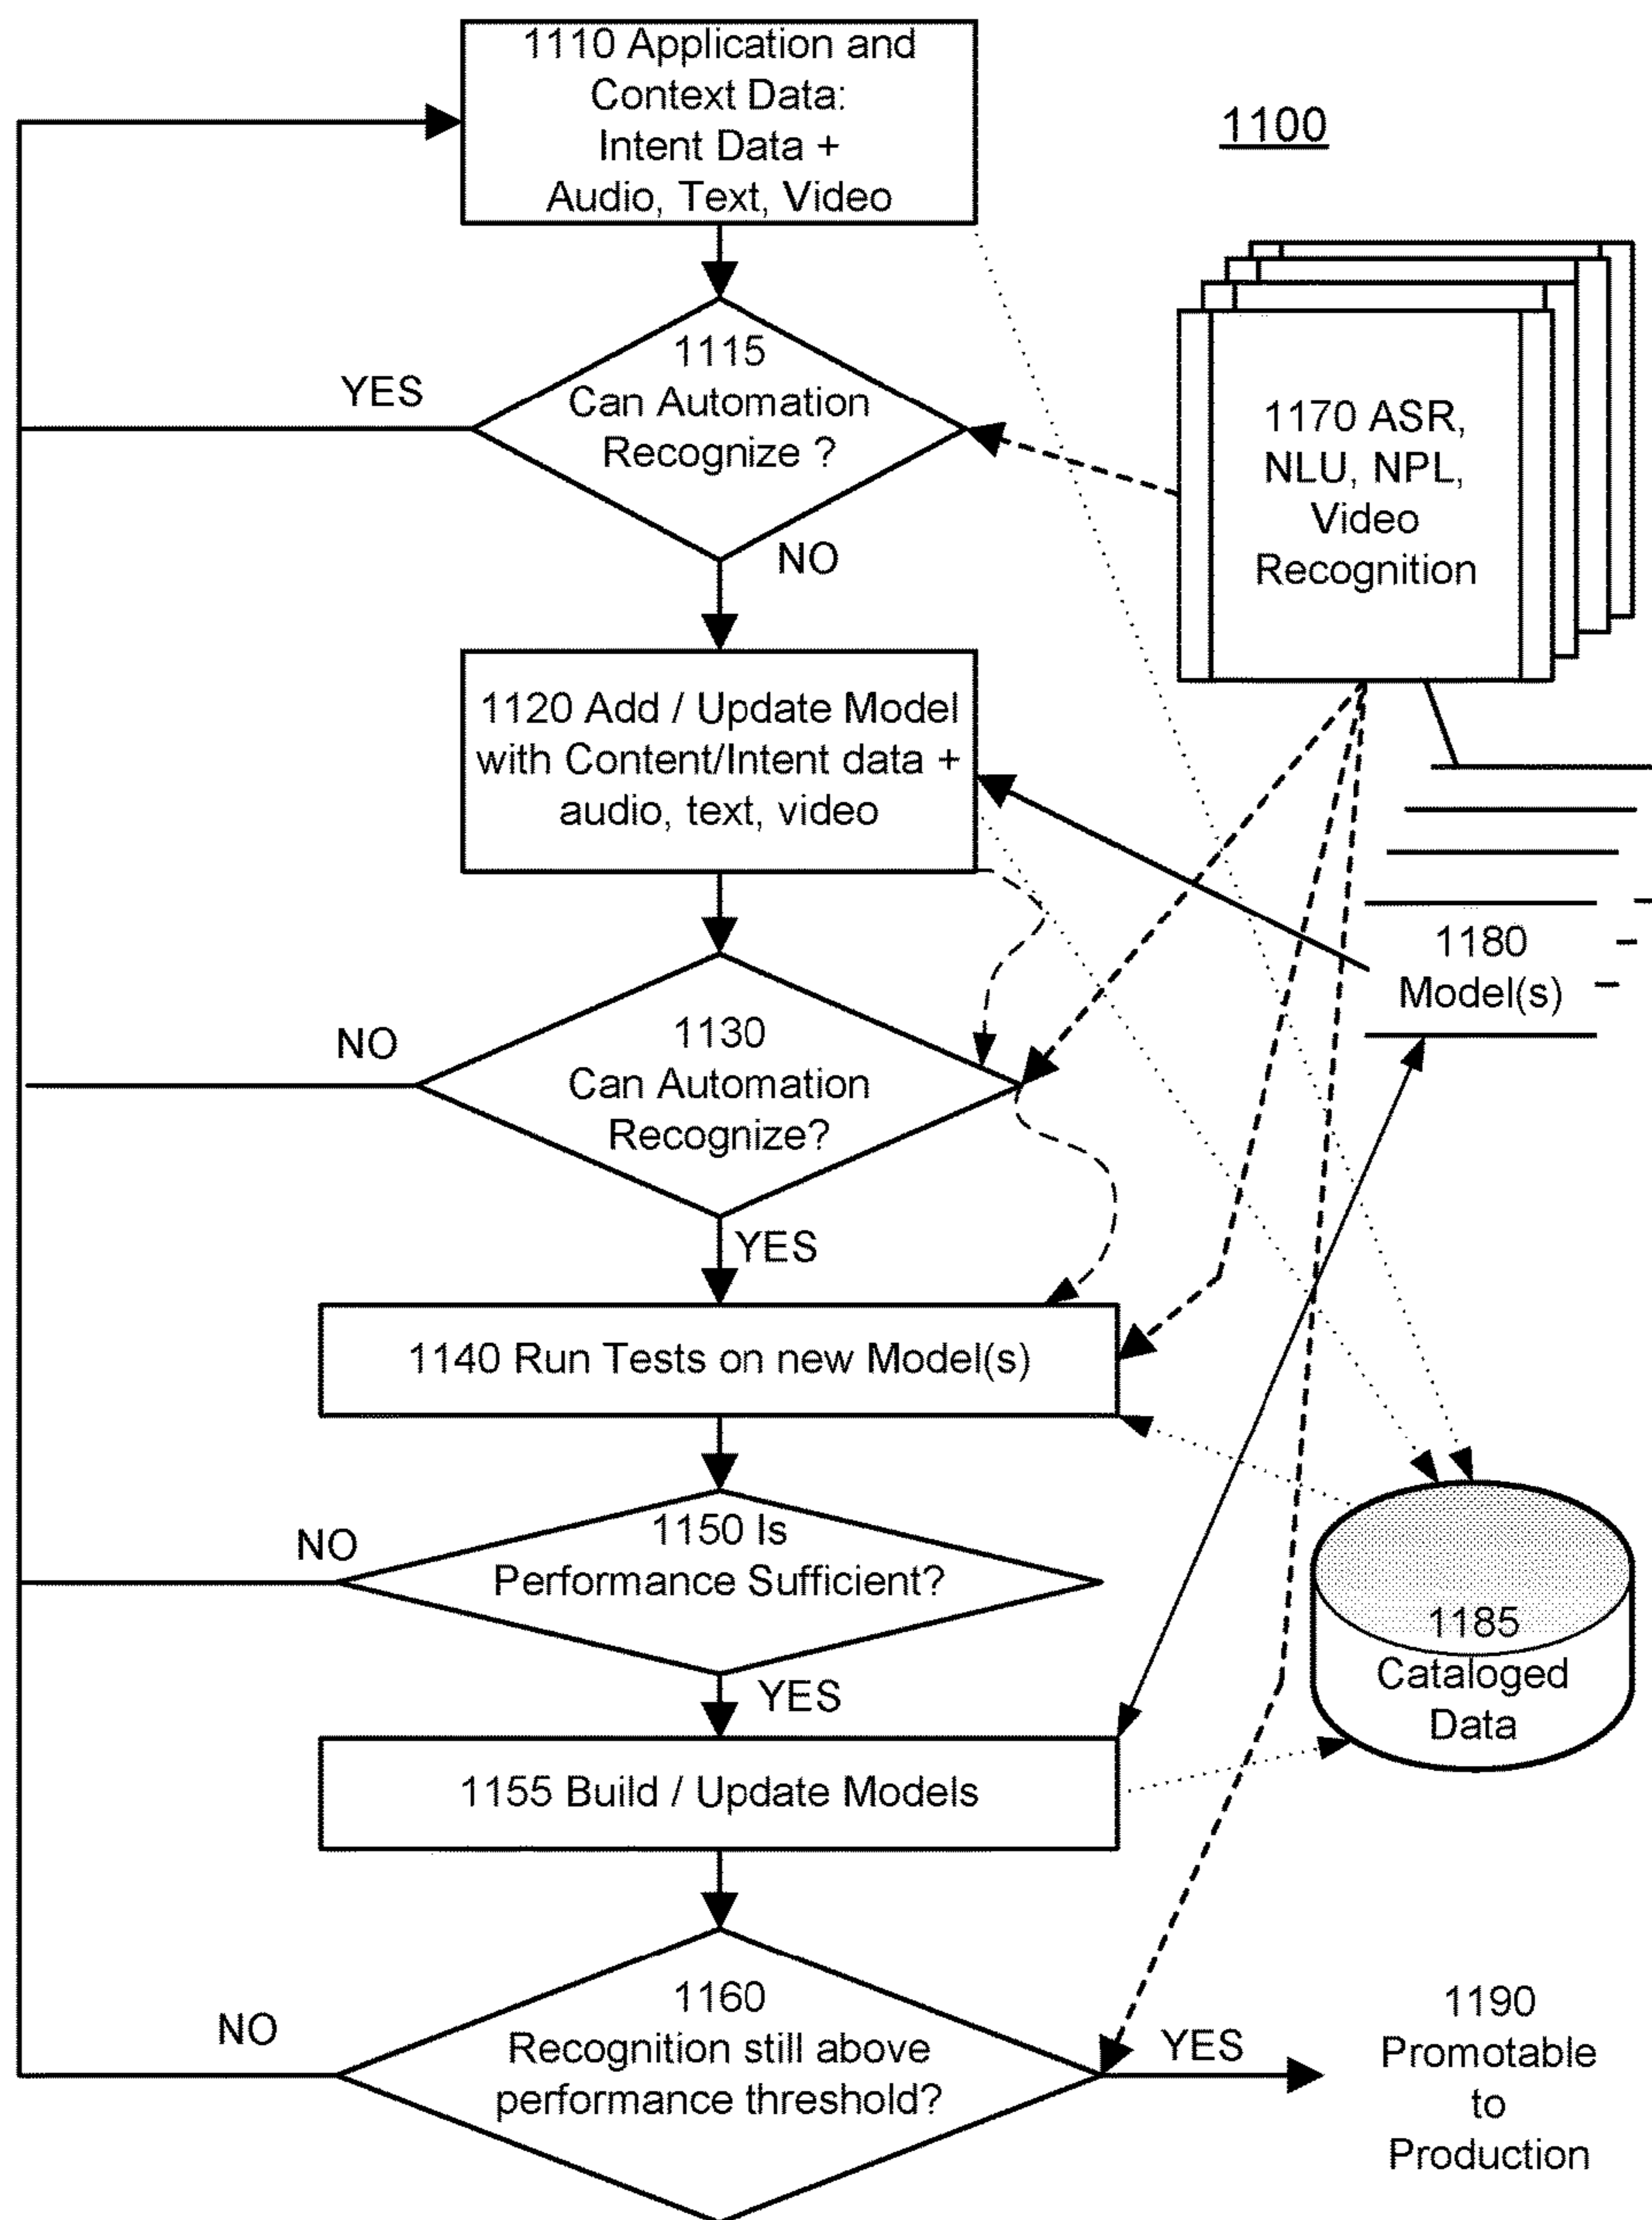 1110 Application and
Context Data:
Intent Data +
Audio, Text, Video
1100
1115
Can Automation
Recognize ?
YES
NO
1170 ASR,
NLU, NPL,
Video
Recognition
1120 Add / Update Model
with Content/Intent data +
audio, text, video
1180
Model(s)
1130
Can Automation
Recognize?
NO
YES
1140 Run Tests on new Model(s)
1150 Is
Performance Sufficient?
NO
YES
1185
Cataloged
Data
1155 Build / Update Models
1160
Recognition still above
performance threshold?
NO
YES
1190
Promotable
to
Production